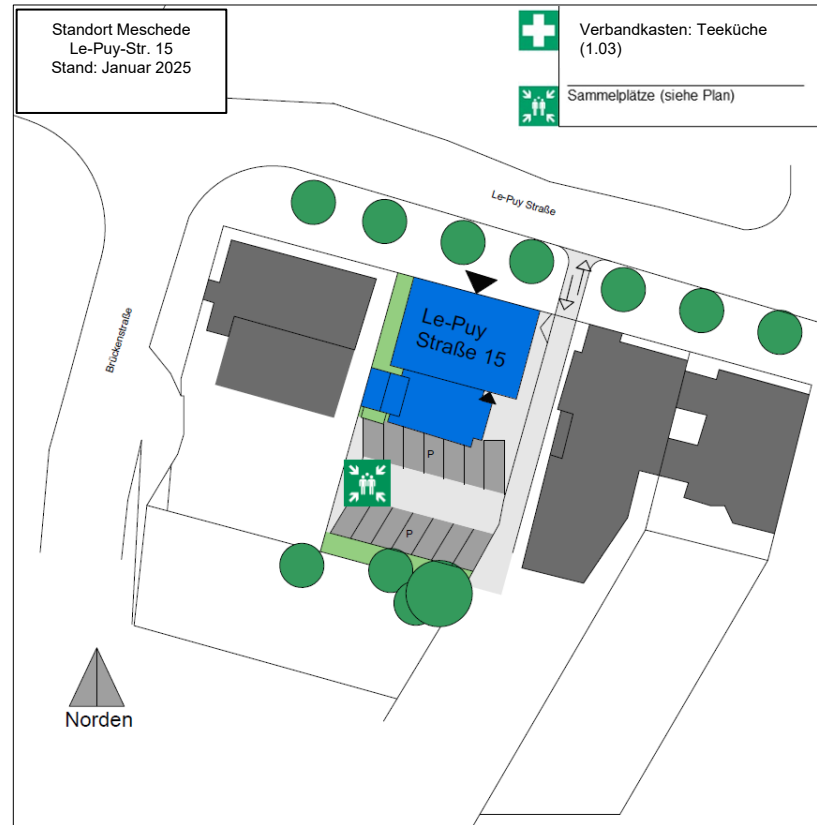 Standort Meschede
Le-Puy-Str. 15
Stand: Januar 2025
Verbandkasten: Teeküche
(1.03)
Sammelplätze (siehe Plan)
Le-Puy Straße
Brückenstraße
Le-Puy
Straße 15
P
P
Norden